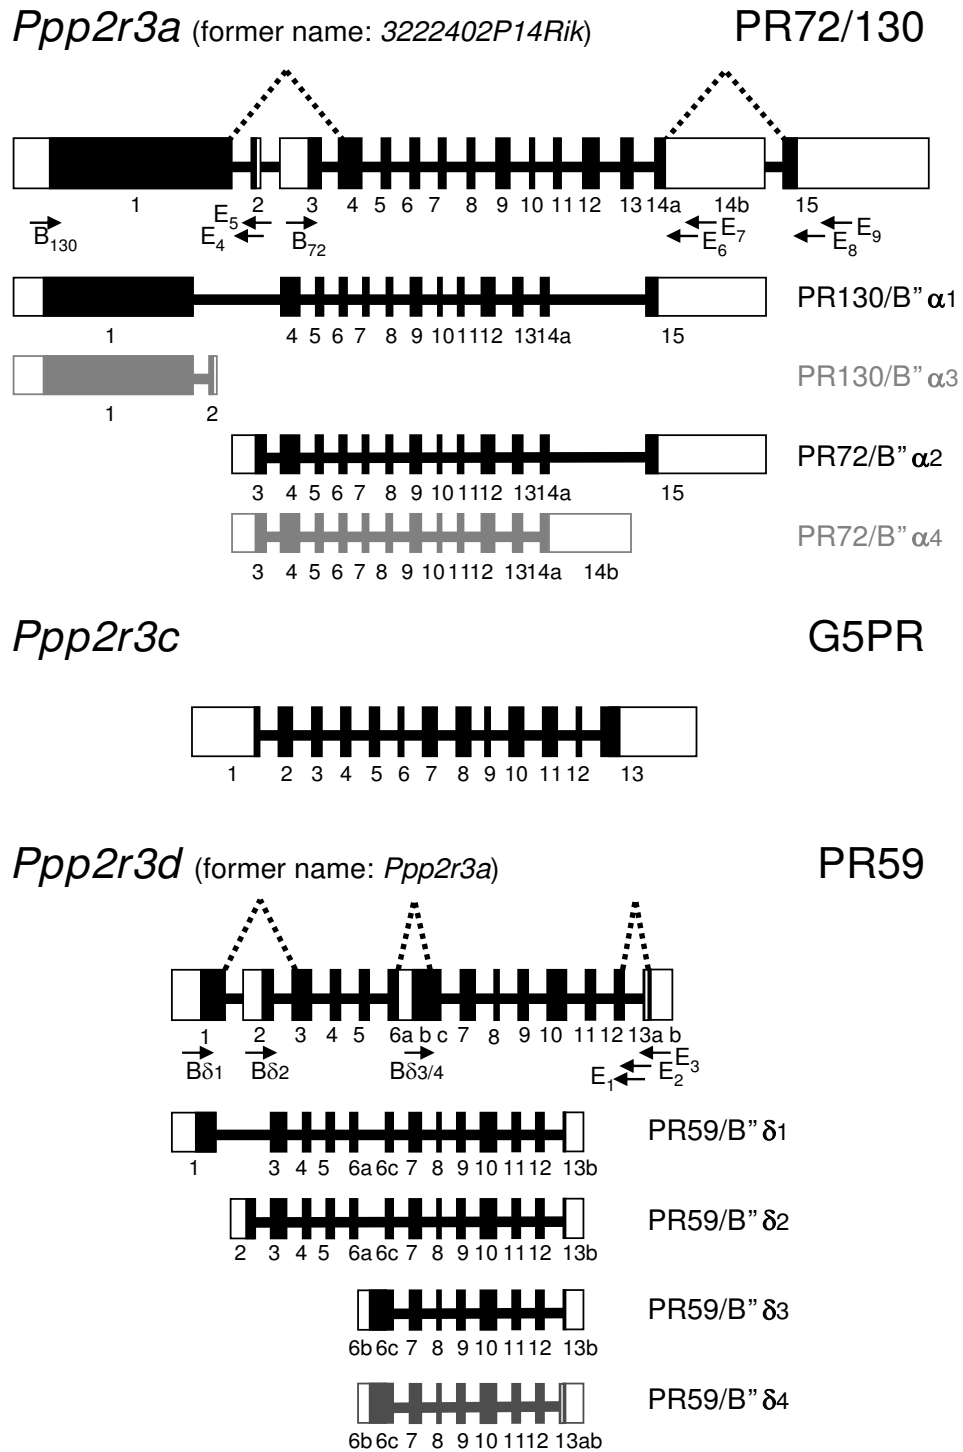 Ppp2r3a (former name: 3222402P14Rik) PR72/130
1 2 3 4 5 6 7 8 9 10 11 12 13 14a 14b 15
B130 E5 E4 B72 E7 E6 E9 E8
PR130/B” α1
1 4 5 6 7 8 9 10 11 12 13 14a 15
PR130/B” α3
1 2
PR72/B” α2
3 4 5 6 7 8 9 10 11 12 13 14a 15
PR72/B” α4
3 4 5 6 7 8 9 10 11 12 13 14a 14b
Ppp2r3c G5PR
1 2 3 4 5 6 7 8 9 10 11 12 13
Ppp2r3d (former name: Ppp2r3a) PR59
1 2 3 4 5 6a b c 7 8 9 10 11 12 13a b
Bδ1 Bδ2 Bδ3/4 E1 E2 E3
PR59/B” δ1
1 3 4 5 6a 6c 7 8 9 10 11 12 13b
PR59/B” δ2
2 3 4 5 6a 6c 7 8 9 10 11 12 13b
PR59/B” δ3
6b 6c 7 8 9 10 11 12 13b
PR59/B” δ4
6b 6c 7 8 9 10 11 12 13ab